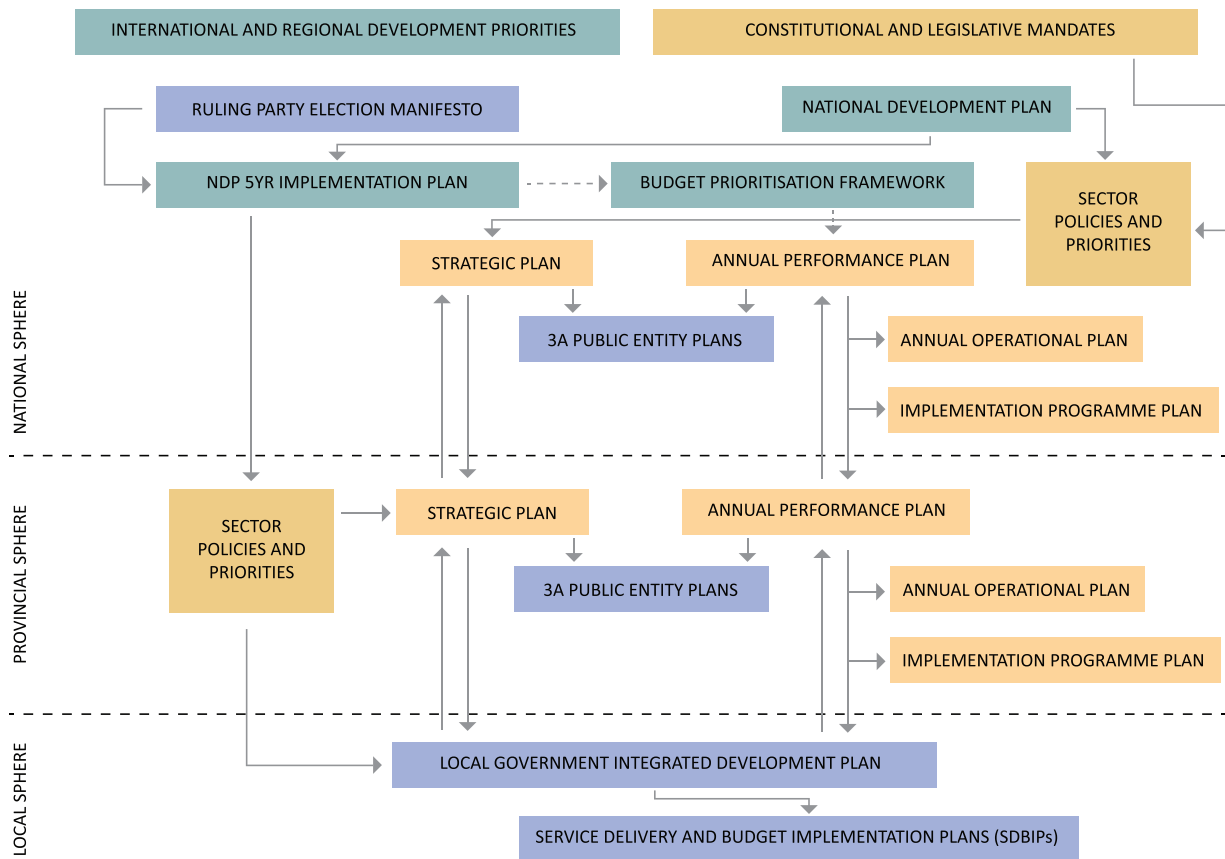 INTERNATIONAL AND REGIONAL DEVELOPMENT PRIORITIES
CONSTITUTIONAL AND LEGISLATIVE MANDATES
RULING PARTY ELECTION MANIFESTO
NATIONAL DEVELOPMENT PLAN
NDP 5YR IMPLEMENTATION PLAN
BUDGET PRIORITISATION FRAMEWORK
SECTOR
POLICIES AND
PRIORITIES
STRATEGIC PLAN
ANNUAL PERFORMANCE PLAN
3A PUBLIC ENTITY PLANS
ANNUAL OPERATIONAL PLAN
IMPLEMENTATION PROGRAMME PLAN
NATIONAL SPHERE
SECTOR
POLICIES AND
PRIORITIES
STRATEGIC PLAN
ANNUAL PERFORMANCE PLAN
3A PUBLIC ENTITY PLANS
ANNUAL OPERATIONAL PLAN
IMPLEMENTATION PROGRAMME PLAN
PROVINCIAL SPHERE
LOCAL GOVERNMENT INTEGRATED DEVELOPMENT PLAN
SERVICE DELIVERY AND BUDGET IMPLEMENTATION PLANS (SDBIPs)
LOCAL SPHERE